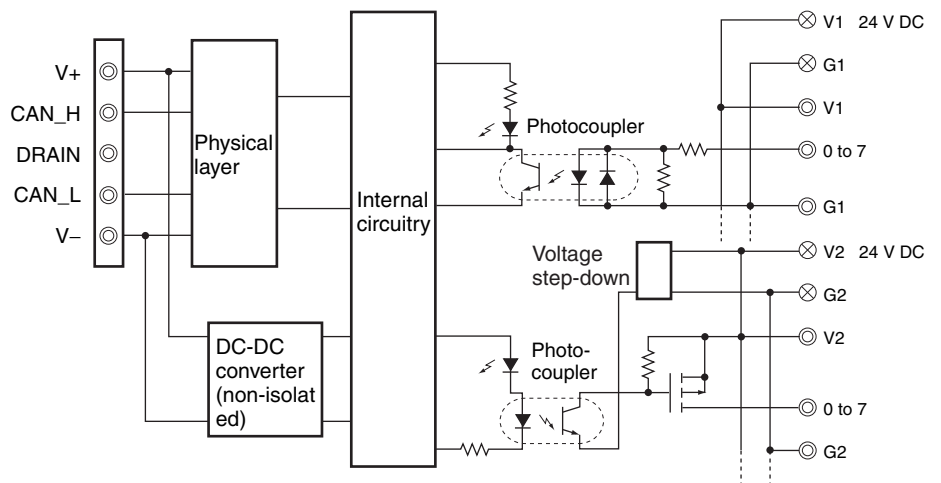 V+
CAN_H
DRAIN
CAN_L
V−
Physical
layer
DC-DC
converter
(non-isolat
ed)
Internal
circuitry
Photocoupler
V1 24 V DC
G1
V1
0 to 7
G1
Voltage
step-down
V2 24 V DC
G2
V2
Photo-
coupler
0 to 7
G2